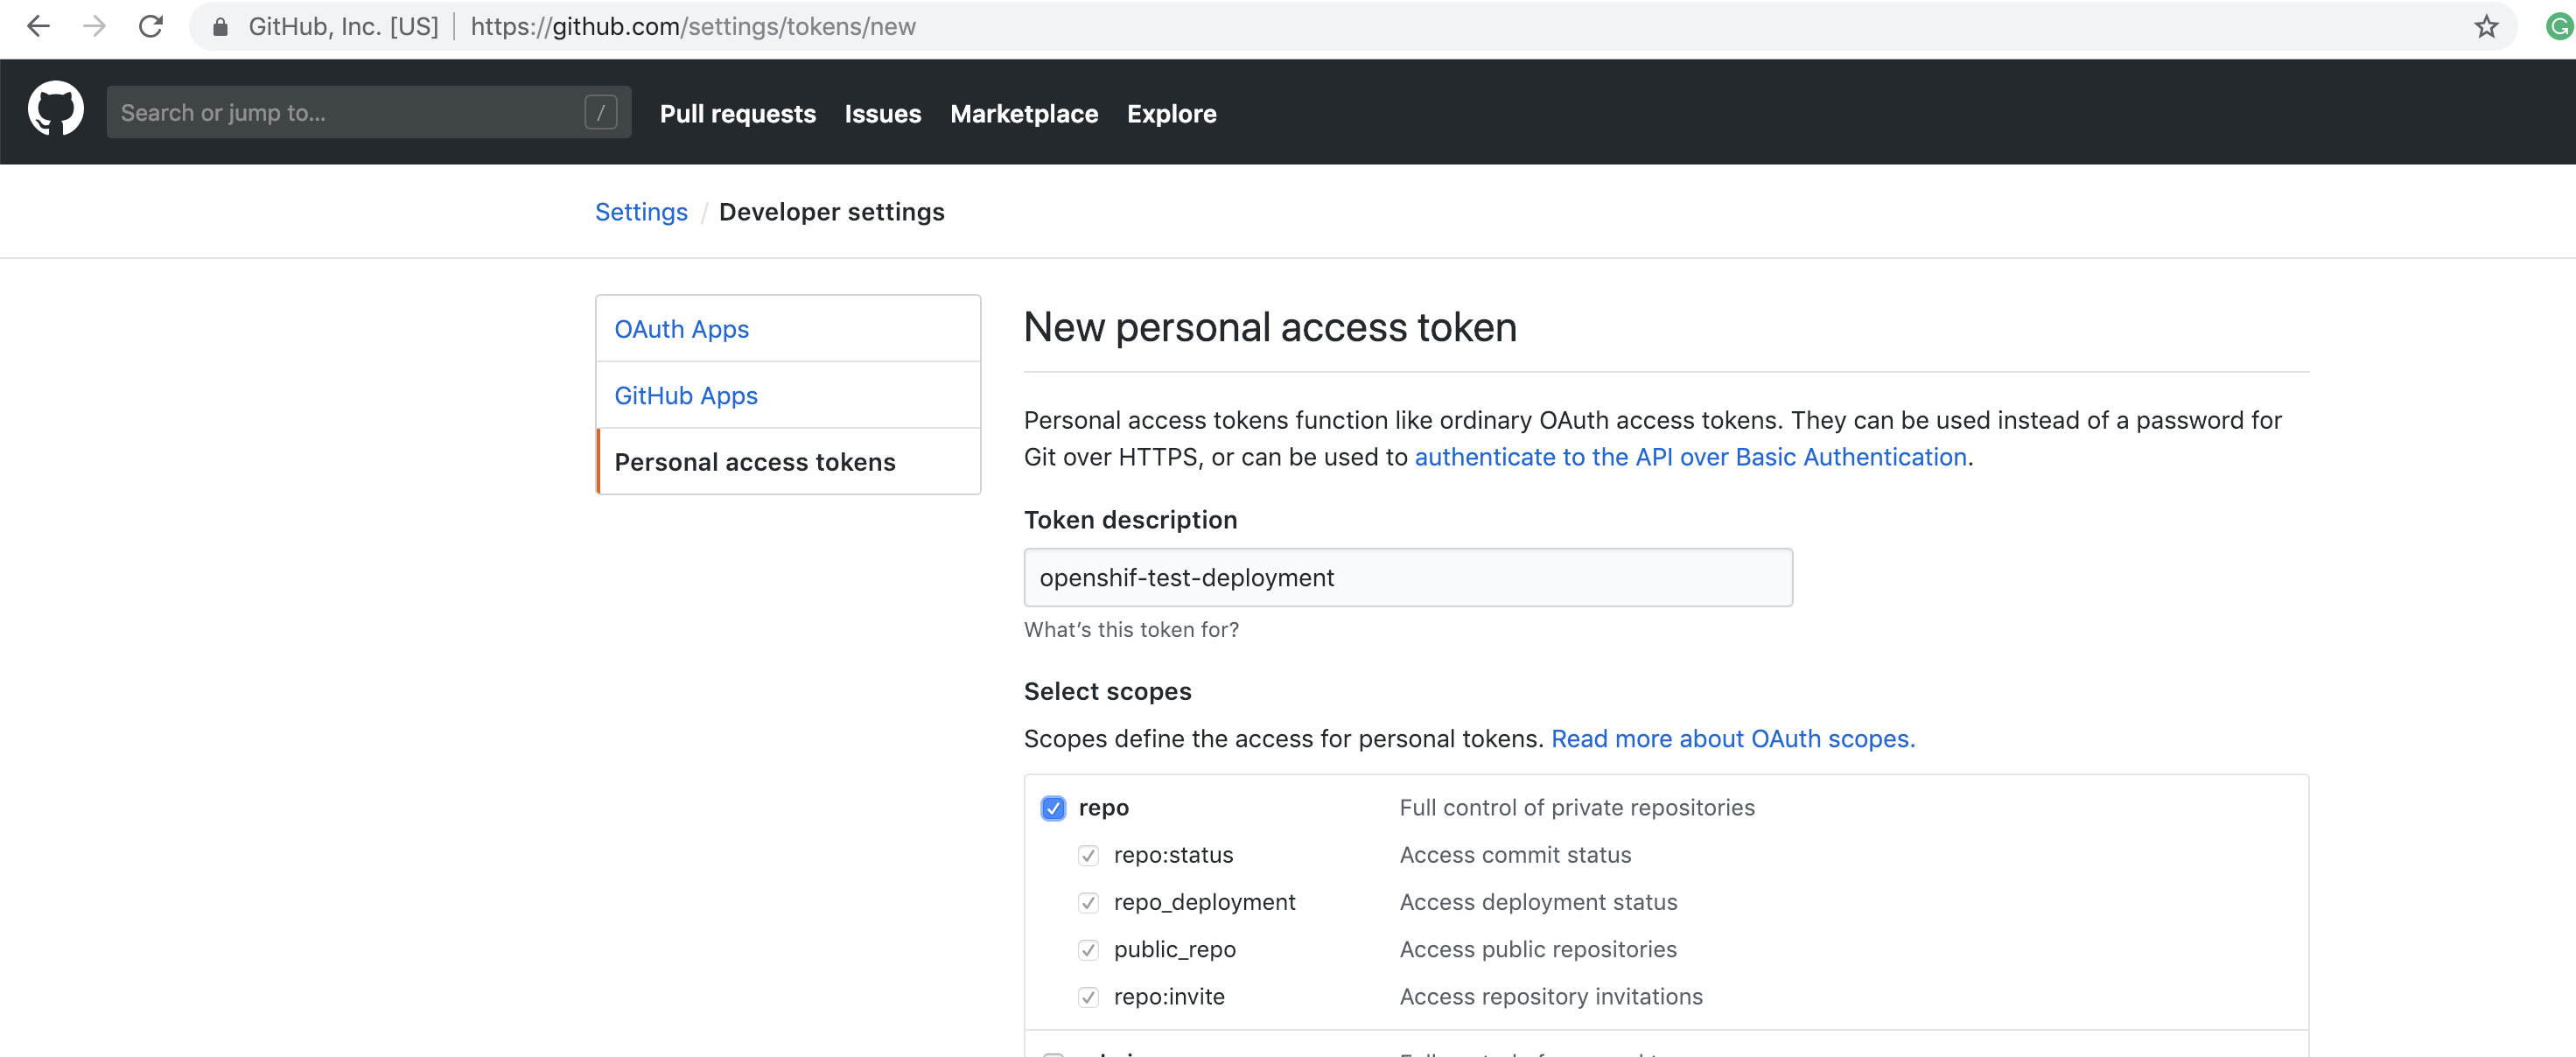 GitHub, Inc. [US] | https://github.com/settings/tokens/new
Search or jump to... /
Pull requests Issues Marketplace Explore
Settings / Developer settings
OAuth Apps
GitHub Apps
Personal access tokens
New personal access token
Personal access tokens function like ordinary OAuth access tokens. They can be used instead of a password for
Git over HTTPS, or can be used to authenticate to the API over Basic Authentication.
Token description
openshif-test-deployment
What’s this token for?
Select scopes
Scopes define the access for personal tokens. Read more about OAuth scopes.
repo Full control of private repositories
repo:status Access commit status
repo_deployment Access deployment status
public_repo Access public repositories
repo:invite Access repository invitations